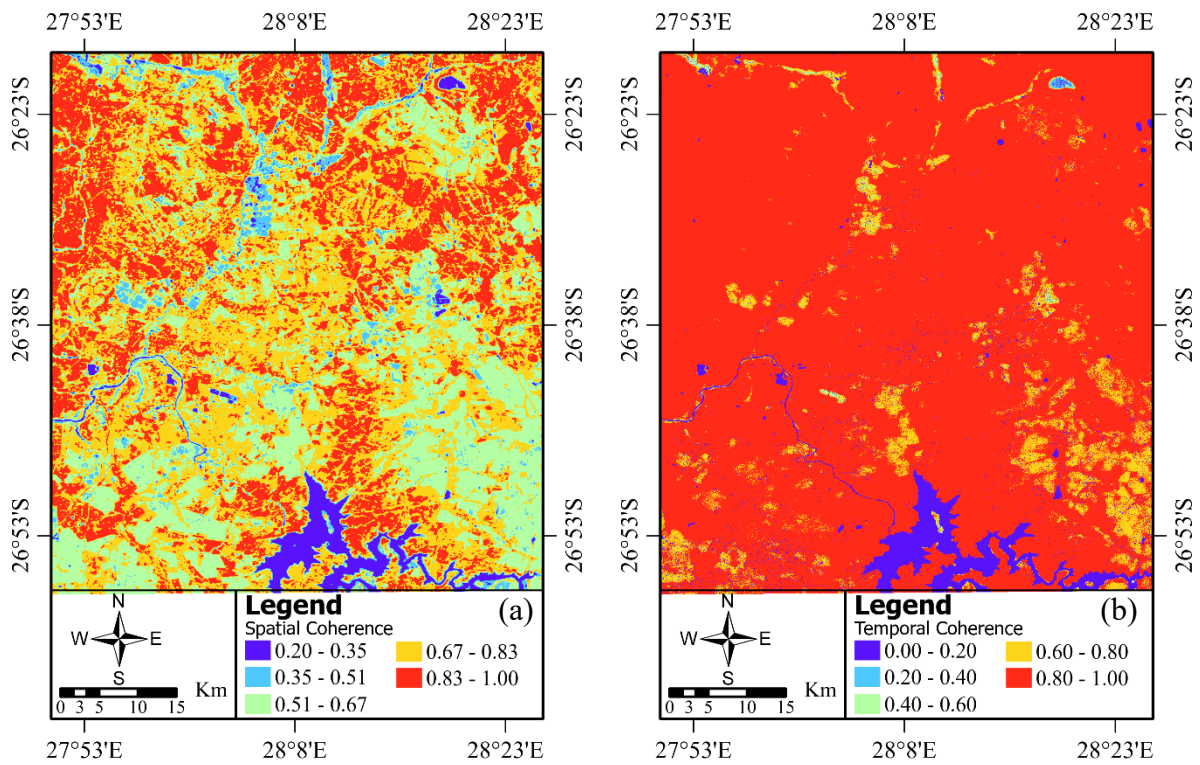 27°53'E 28°8'E 28°23'E
26°23'S 26°23'S
26°38'S 26°38'S
26°53'S 26°53'S
N
W E
S
0 3 5 10 15 Km
Legend (a)
Spatial Coherence
0.20 - 0.35 0.67 - 0.83
0.35 - 0.51 0.83 - 1.00
0.51 - 0.67
27°53'E 28°8'E 28°23'E
27°53'E 28°8'E 28°23'E
26°23'S 26°23'S
26°38'S 26°38'S
26°53'S 26°53'S
N
W E
S
0 3 5 10 15 Km
Legend (b)
Temporal Coherence
0.00 - 0.20 0.60 - 0.80
0.20 - 0.40 0.80 - 1.00
0.40 - 0.60
27°53'E 28°8'E 28°23'E